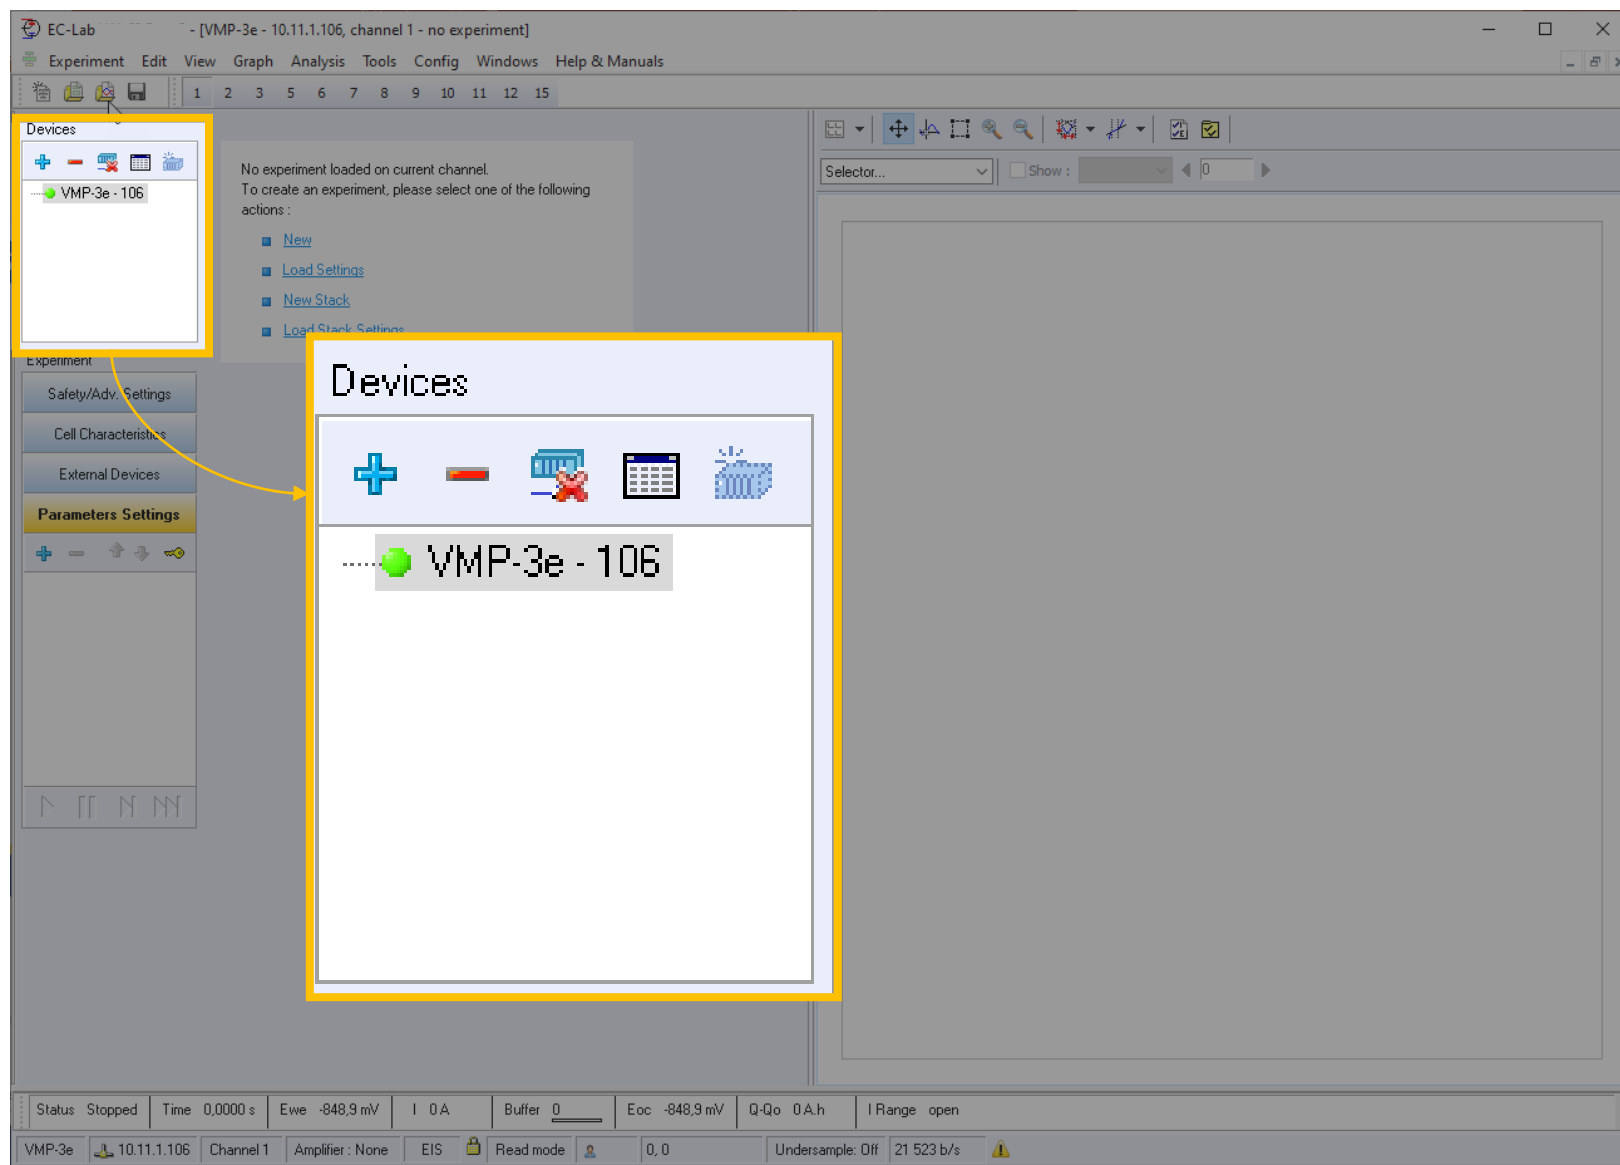 EC-Lab - [VMP-3e - 10.11.1.106, channel 1 - no experiment]
Experiment Edit View Graph Analysis Tools Config Windows Help & Manuals
1 2 3 5 6 7 8 9 10 11 12 15
Devices
VMP-3e - 106
No experiment loaded on current channel.
To create an experiment, please select one of the following
actions :
New
Load Settings
New Stack
Load Stack Settings
Selector... Show : 0
Experiment
Safety/Adv. Settings
Cell Characteristics
External Devices
Parameters Settings
Devices
VMP-3e - 106
Status Stopped Time 0,0000 s Ewe -848,9 mV I 0 A Buffer 0 Eoc -848,9 mV Q-Qo 0 A.h I Range open
VMP-3e 10.11.1.106 Channel 1 Amplifier : None EIS Read mode 0, 0 Undersample: Off 21 523 b/s